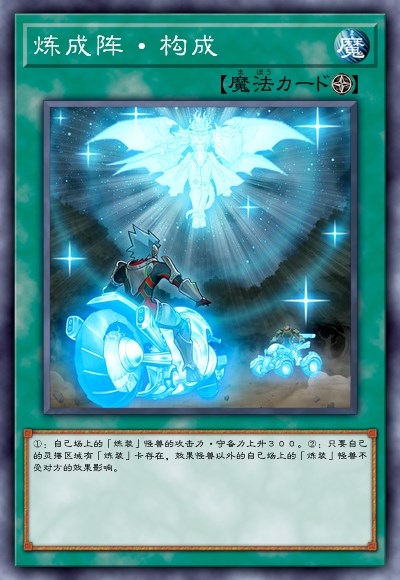 炼成阵·构成
魔
【魔法カード】
まほう
①:自己场上的「炼装」怪兽的攻击力·守备力上升300。②:只要自己
的灵摆区域有「炼装」卡存在,效果怪兽以外的自己场上的「炼装」怪兽不
受对方的效果影响。